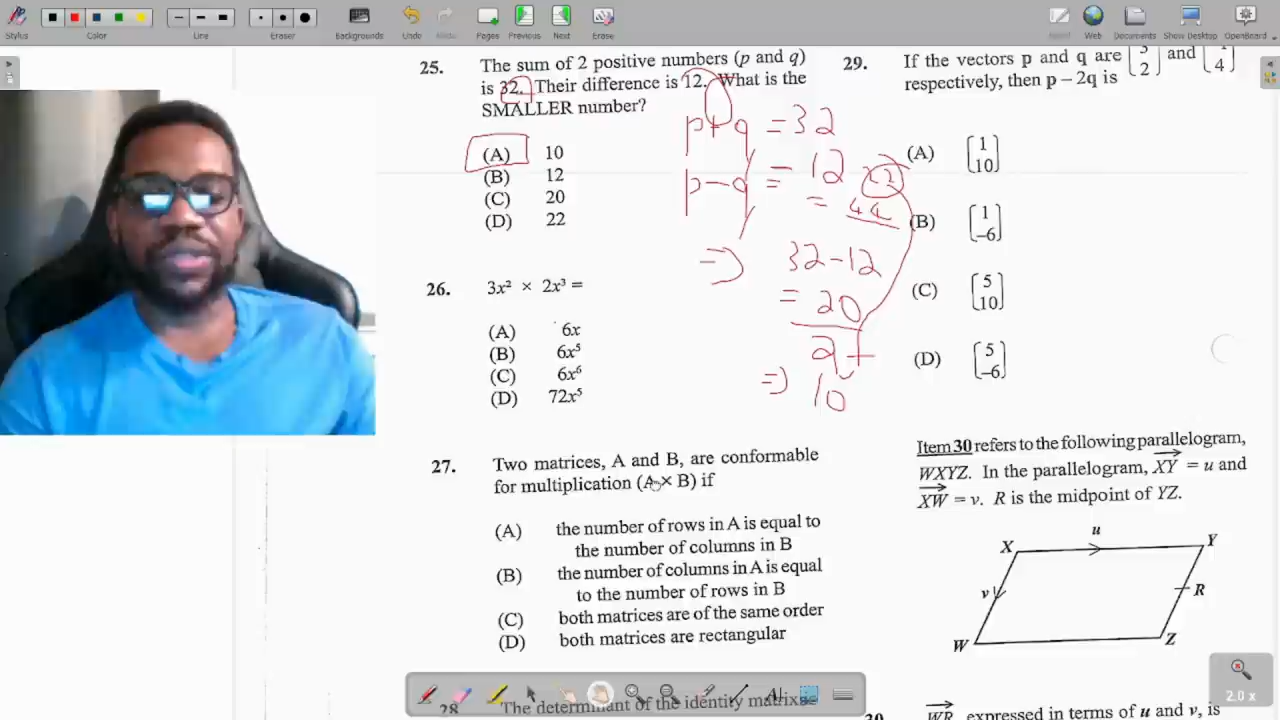 Stylus
Color
Line
Eraser
Backgrounds
Undo
Redo
Pages
Previous
Next
Erase
Web
Documents
Show Desktop
OpenBoard
25. The sum of 2 positive numbers (p and q)
is 32. Their difference is 12. What is the
SMALLER number?
(A) 10
(B) 12
(C) 20
(D) 22
p+q = 32
p-q = - 12
= 44
22
=> 32-12
= 20
2
=> 10
26. 3x² × 2x³ =
(A) 6x
(B) 6x⁵
(C) 6x⁶
(D) 72x⁵
27. Two matrices, A and B, are conformable
for multiplication (A × B) if
(A) the number of rows in A is equal to
the number of columns in B
(B) the number of columns in A is equal
to the number of rows in B
(C) both matrices are of the same order
(D) both matrices are rectangular
28 The determinant of the identity matrix
29. If the vectors p and q are 3 and
2 4
respectively, then p – 2q is
(A) 1
10
(B) 1
–6
(C) 5
10
(D) 5
–6
Item 30 refers to the following parallelogram,
WXYZ. In the parallelogram, XY = u and
XW = v. R is the midpoint of YZ.
u
X Y
v R
W Z
30 WR, expressed in terms of u and v, is
2.0 x